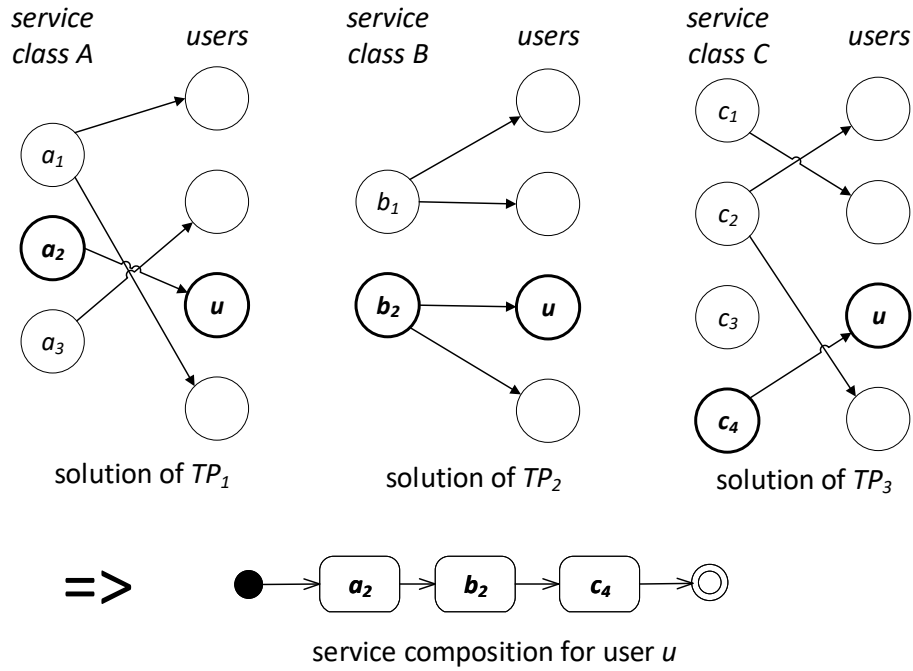 service class A
users
a1
a2
a3
u
solution of TP1
service class B
users
b1
b2
u
solution of TP2
service class C
users
c1
c2
c3
c4
u
solution of TP3
=>
a2
b2
c4
service composition for user u